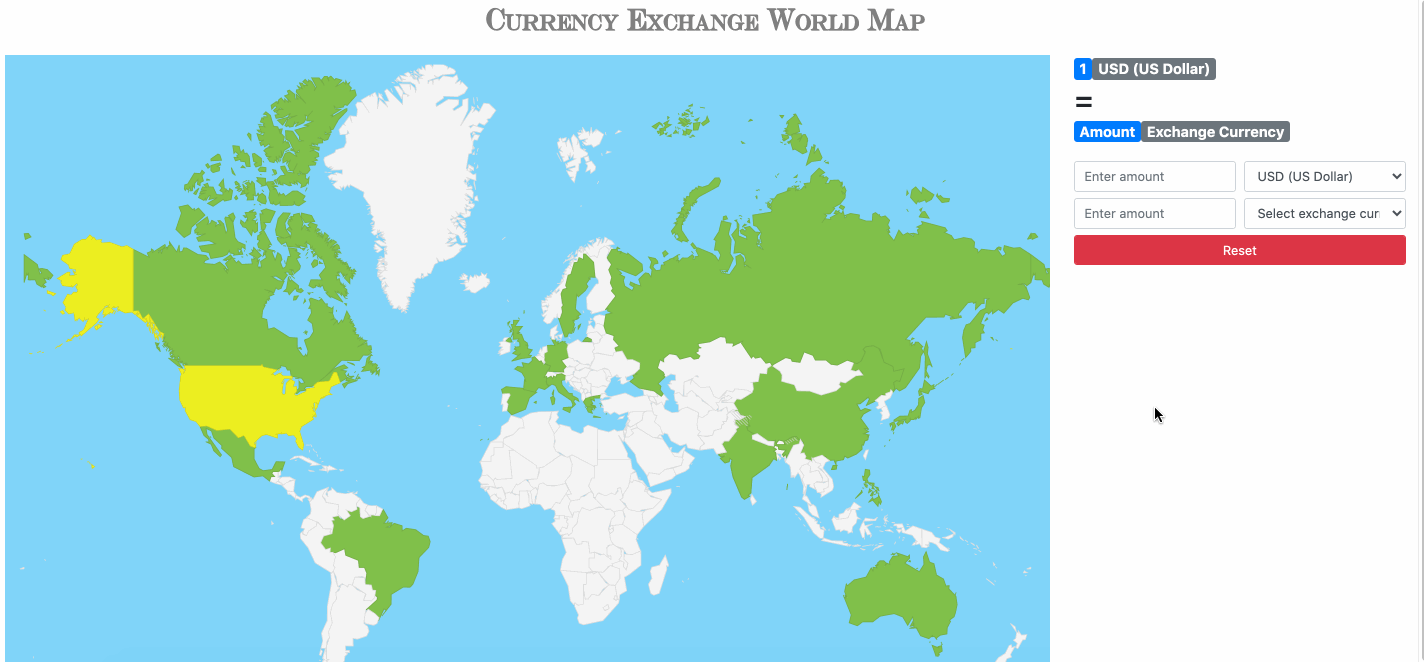 Currency Exchange World Map
1 USD (US Dollar)
=
Amount Exchange Currency
Enter amount USD (US Dollar)
Enter amount Select exchange cur
Reset